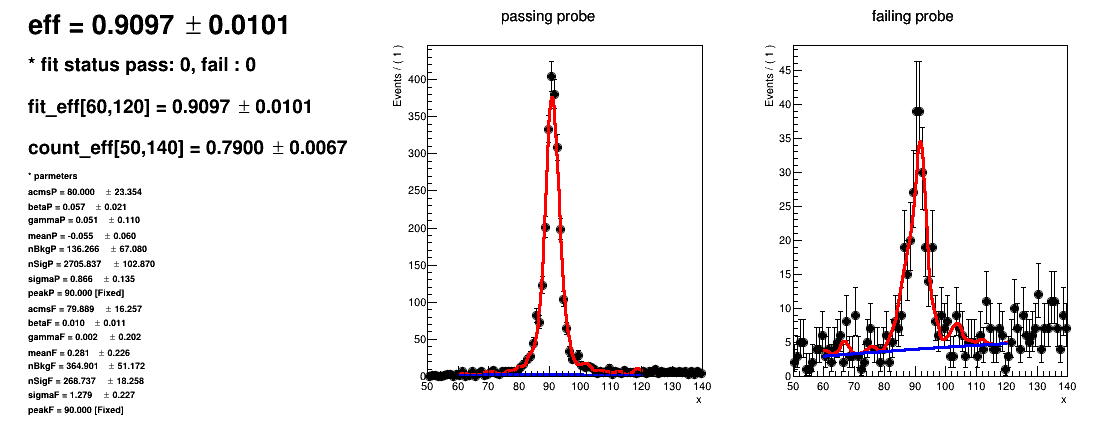 eff = 0.9097 ± 0.0101
* fit status pass: 0, fail : 0
fit_eff[60,120] = 0.9097 ± 0.0101
count_eff[50,140] = 0.7900 ± 0.0067
* parmeters
acmsP = 80.000 ± 23.354
betaP = 0.057 ± 0.021
gammaP = 0.051 ± 0.110
meanP = -0.055 ± 0.060
nBkgP = 136.266 ± 67.080
nSigP = 2705.837 ± 102.870
sigmaP = 0.866 ± 0.135
peakP = 90.000 [Fixed]
acmsF = 79.889 ± 16.257
betaF = 0.010 ± 0.011
gammaF = 0.002 ± 0.202
meanF = 0.281 ± 0.226
nBkgF = 364.901 ± 51.172
nSigF = 268.737 ± 18.258
sigmaF = 1.279 ± 0.227
peakF = 90.000 [Fixed]
passing probe
Events / ( 1 )
400
350
300
250
200
150
100
50
0
50 60 70 80 90 100 110 120 130 140
x
failing probe
Events / ( 1 )
45
40
35
30
25
20
15
10
5
0
50 60 70 80 90 100 110 120 130 140
x